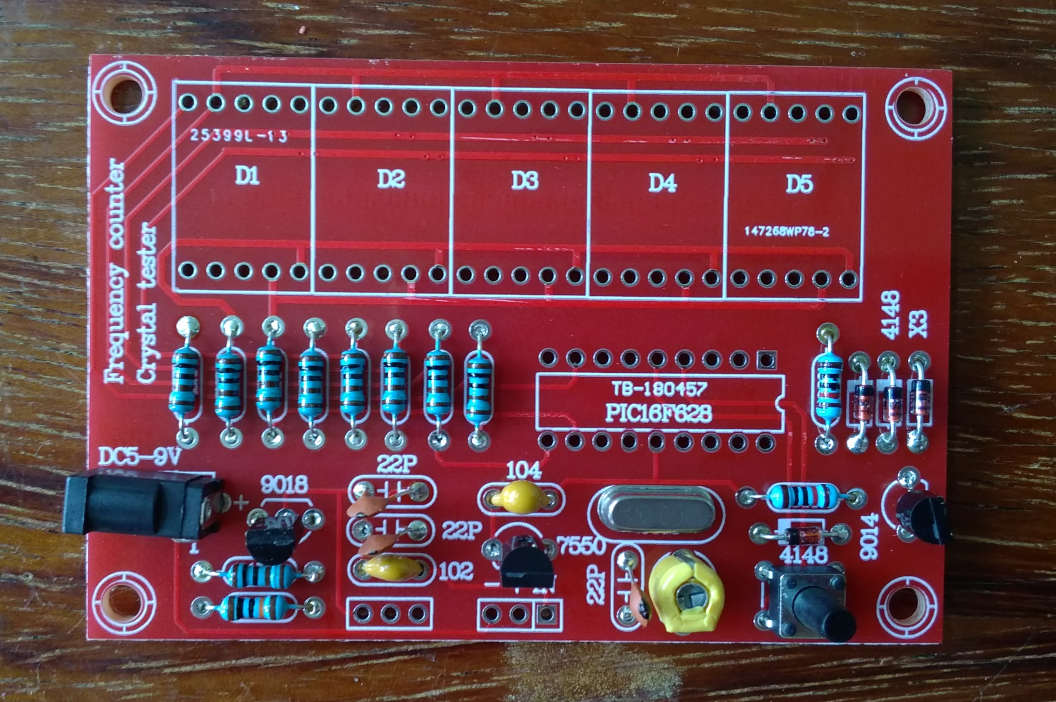 25399L-13
D1
D2
D3
D4
D5
147268WP78-2
Frequency counter
Crystal tester
4148
X3
TB-180457
PIC16F628
DC5-9V
+
9018
22P
104
22P
7550
102
22P
4148
9014